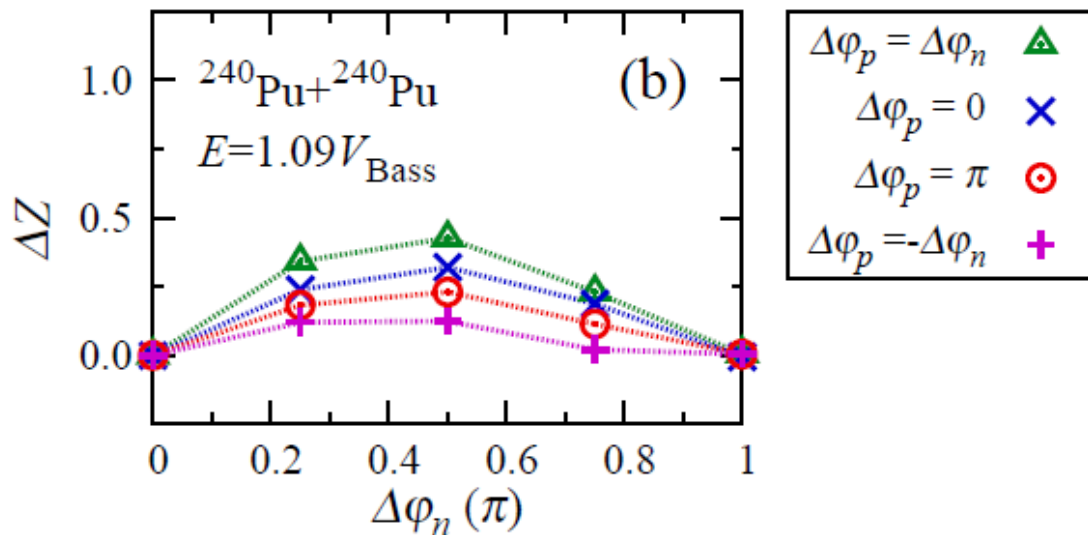 ²⁴⁰Pu+²⁴⁰Pu
(b)
E=1.09V_Bass
ΔZ
1.0
0.5
0.0
0 0.2 0.4 0.6 0.8 1
Δφₙ (π)
Δφₚ = Δφₙ
Δφₚ = 0
Δφₚ = π
Δφₚ =-Δφₙ